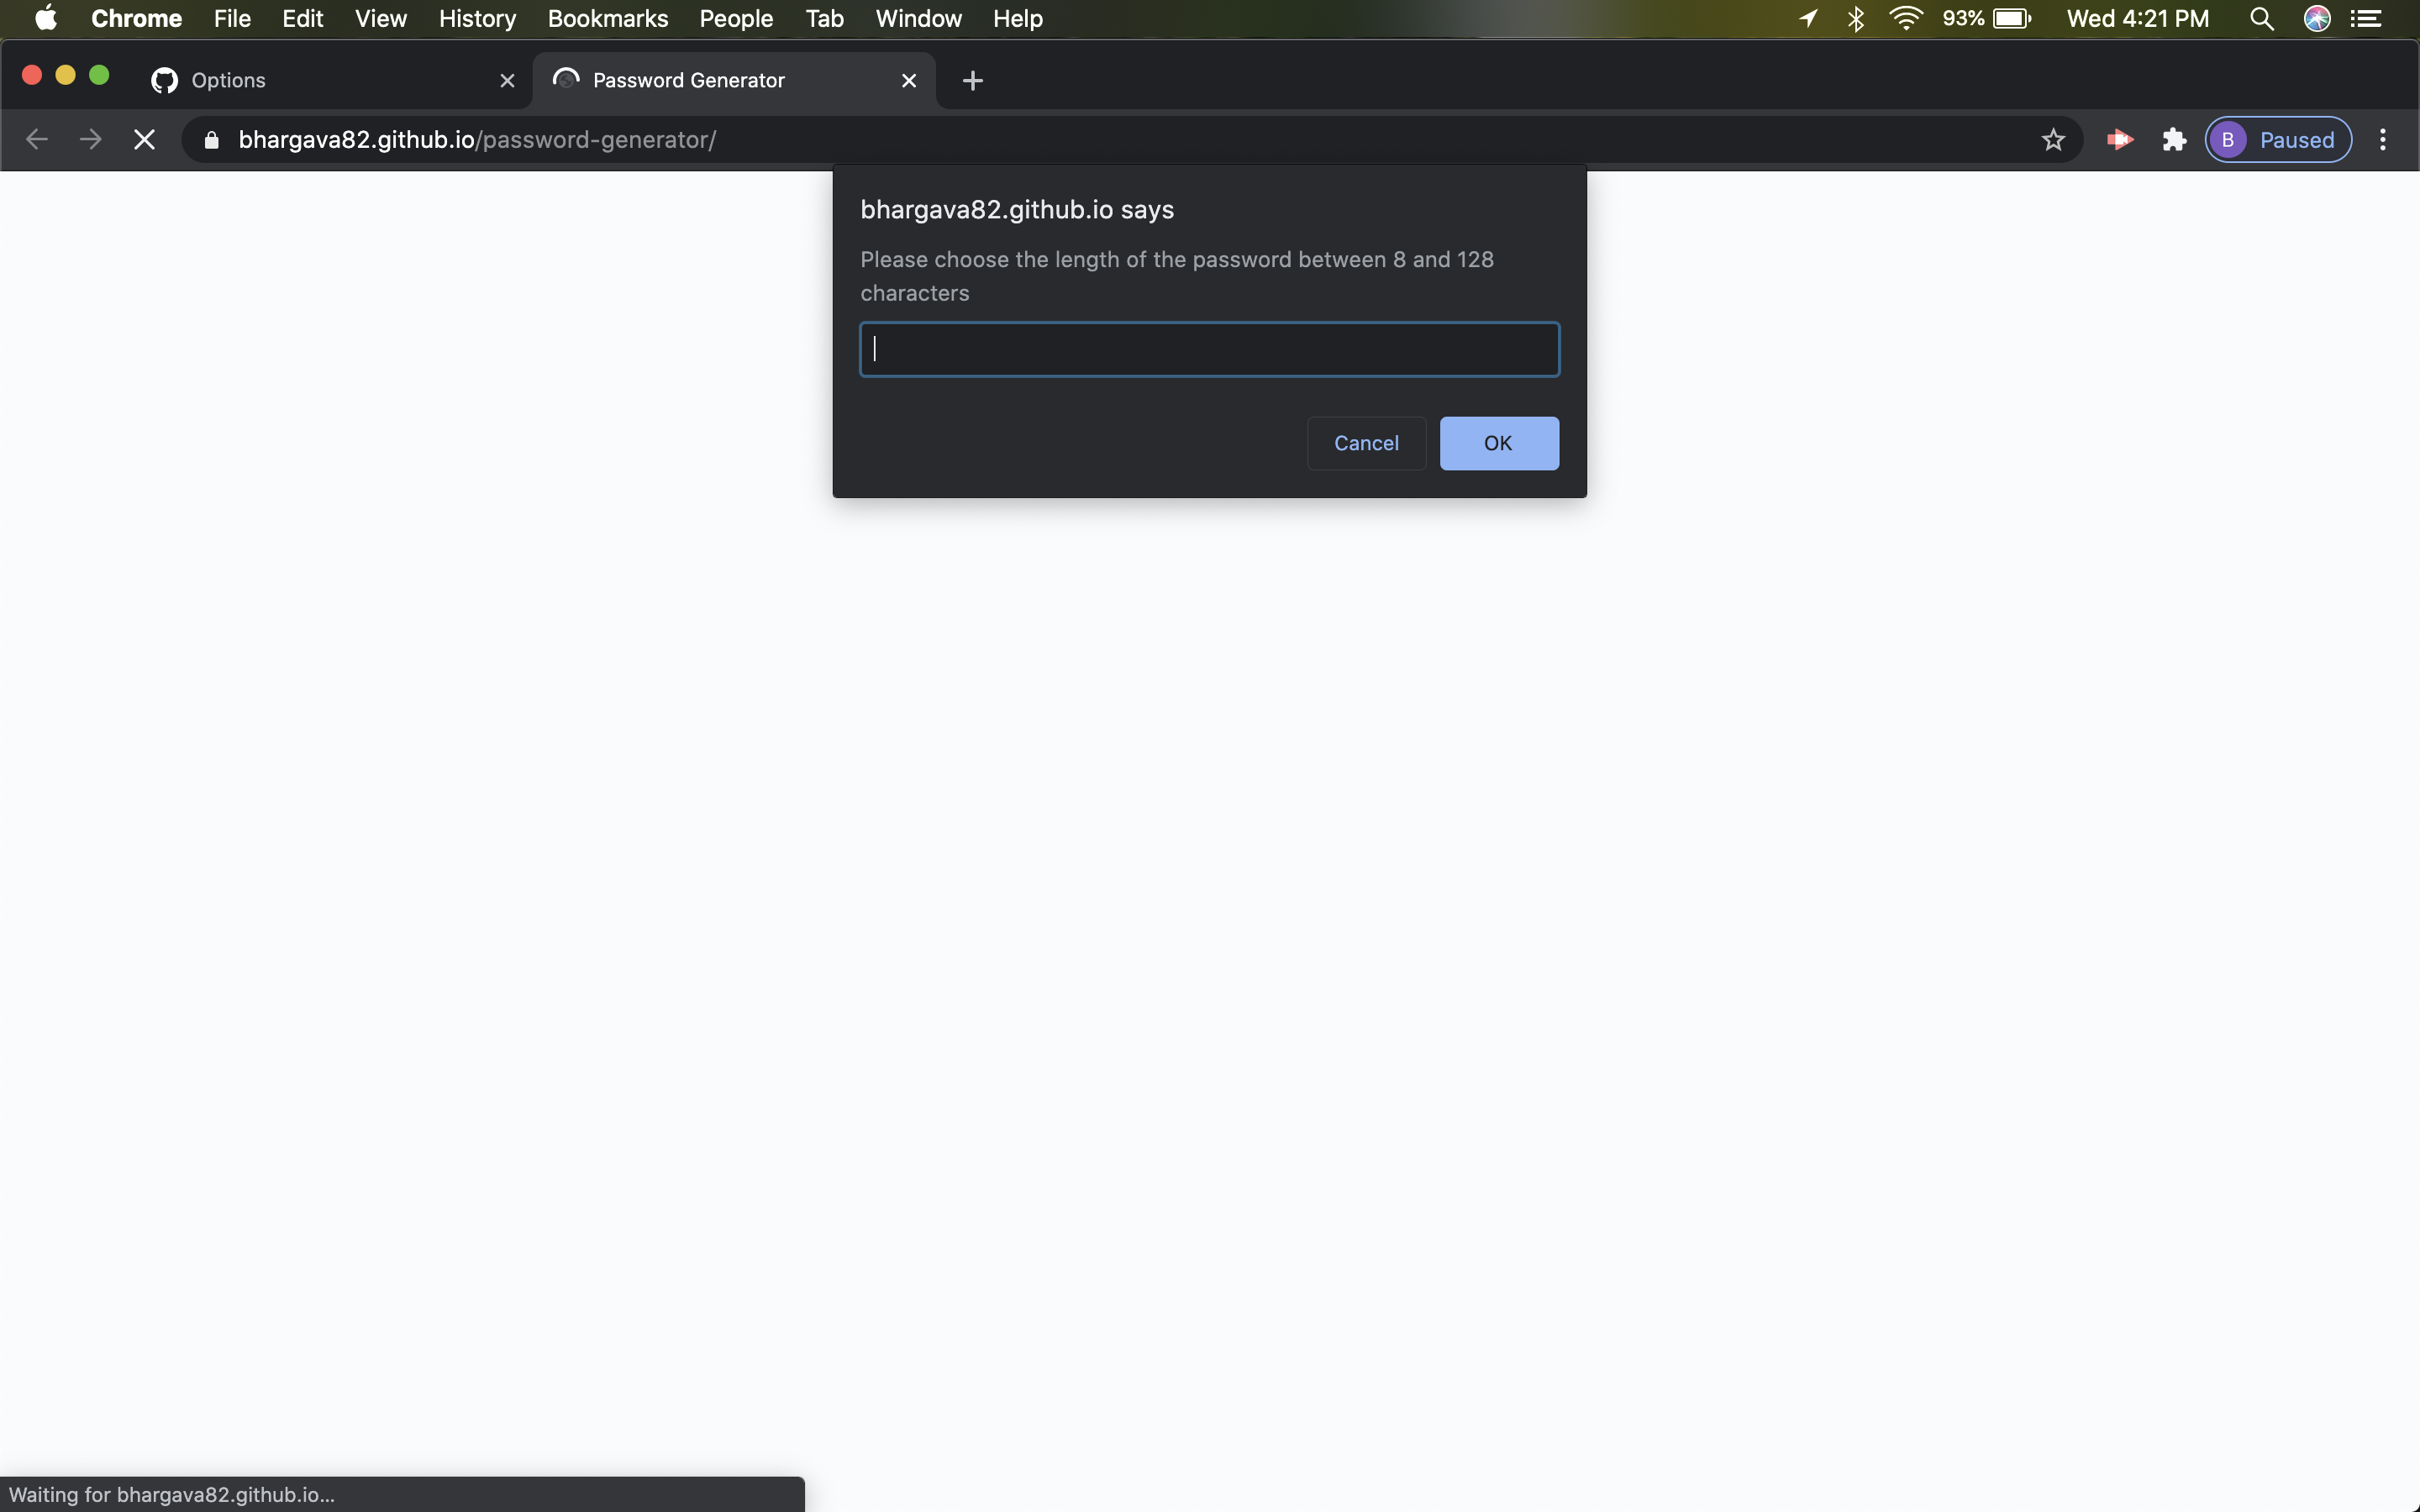 Chrome File Edit View History Bookmarks People Tab Window Help 93% Wed 4:21 PM
Options Password Generator
bhargava82.github.io/password-generator/ B Paused
bhargava82.github.io says
Please choose the length of the password between 8 and 128
characters
Cancel OK
Waiting for bhargava82.github.io...